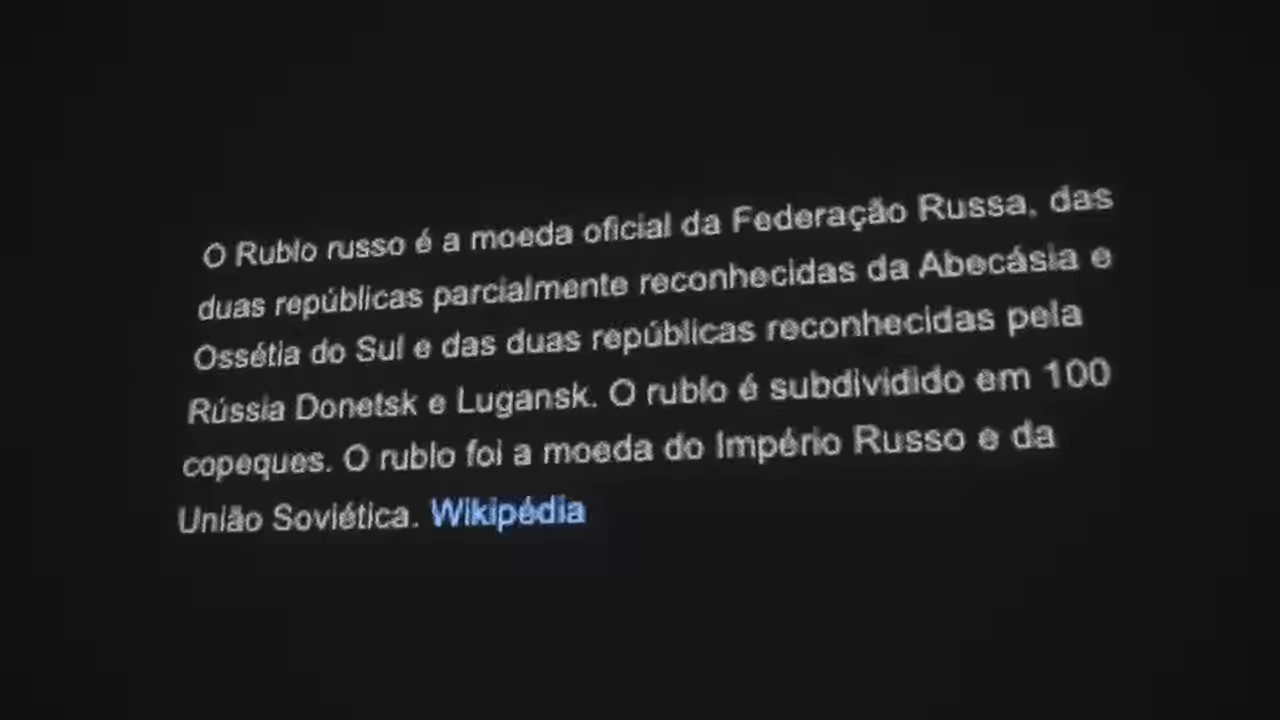 O Rublo russo é a moeda oficial da Federação Russa, das
duas repúblicas parcialmente reconhecidas da Abecásia e
Ossétia do Sul e das duas repúblicas reconhecidas pela
Rússia Donetsk e Lugansk. O rublo é subdividido em 100
copeques. O rublo foi a moeda do Império Russo e da
União Soviética. Wikipédia